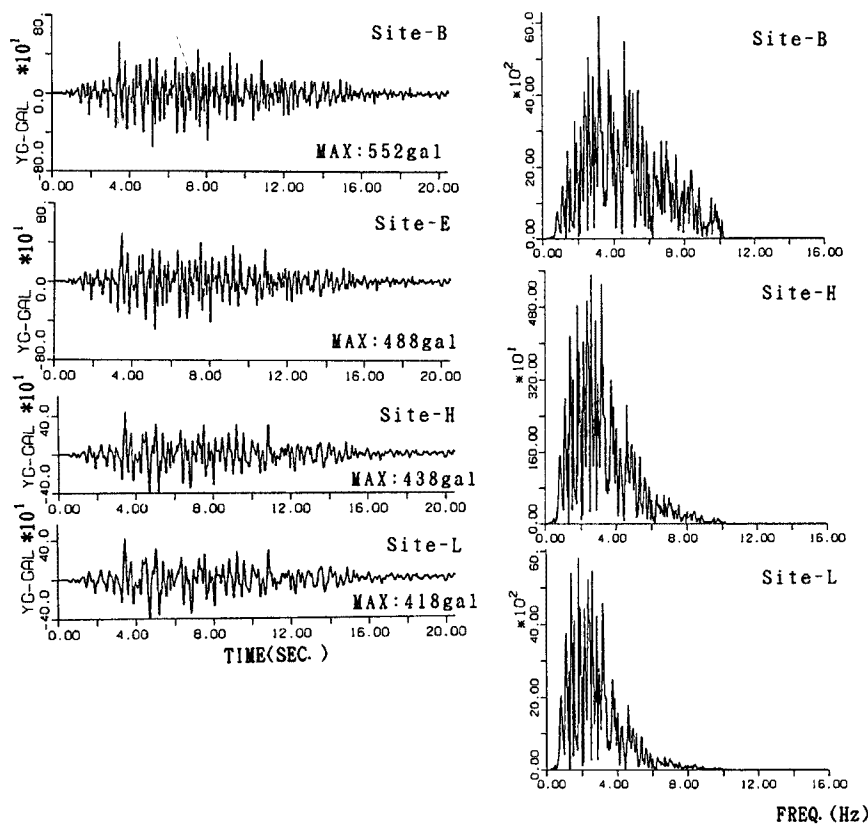 Site-B
YG-GAL *10¹
80.
0.0
-80.0
MAX:552gal
0.00 4.00 8.00 12.00 16.00 20.00
Site-E
YG-GAL *10¹
80.
0.0
-80.0
MAX:488gal
0.00 4.00 8.00 12.00 16.00 20.00
Site-H
YG-GAL *10¹
40.0
0.0
-40.0
MAX:438gal
0.00 4.00 8.00 12.00 16.00 20.00
Site-L
YG-GAL *10¹
40.0
0.0
-40.0
MAX:418gal
0.00 4.00 8.00 12.00 16.00 20.00
TIME(SEC.)
Site-B
*10²
60.0
40.00
20.00
0.00
0.00 4.00 8.00 12.00 16.00
Site-H
*10¹
480.00
320.00
160.00
0.00
0.00 4.00 8.00 12.00 16.00
Site-L
*10²
60.
40.00
20.00
0.00
0.00 4.00 8.00 12.00 16.00
FREQ.(Hz)